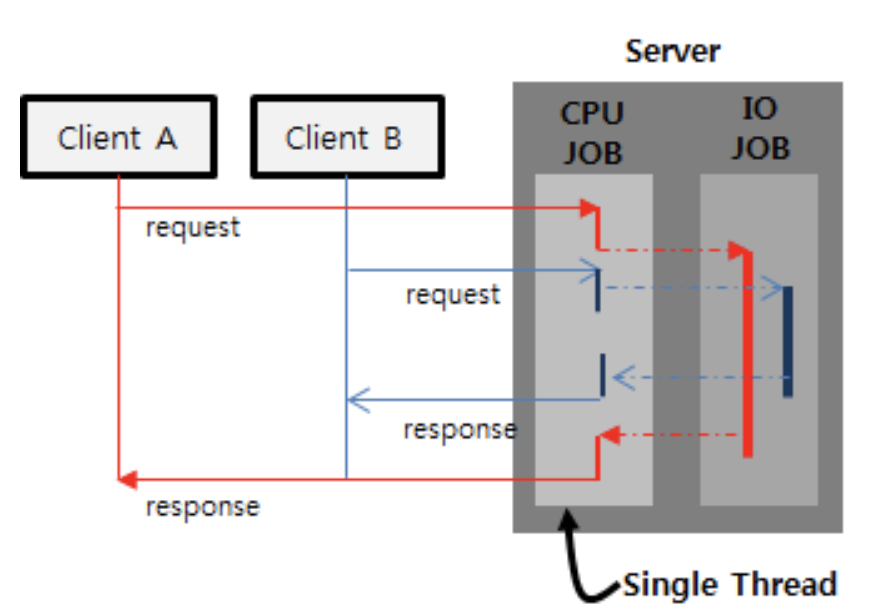 Server
Client A
Client B
CPU
JOB
IO
JOB
request
request
response
response
Single Thread